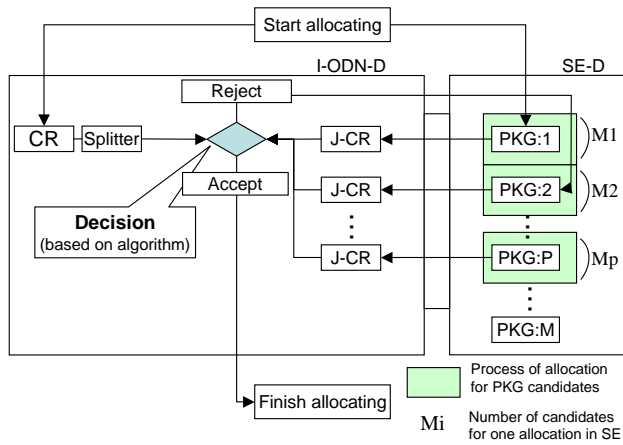 Start allocating
I-ODN-D
SE-D
Reject
CR
Splitter
J-CR
PKG:1
M1
Accept
J-CR
PKG:2
M2
Decision
(based on algorithm)
J-CR
PKG:P
Mp
PKG:M
Finish allocating
Process of allocation
for PKG candidates
Mi
Number of candidates
for one allocation in SE